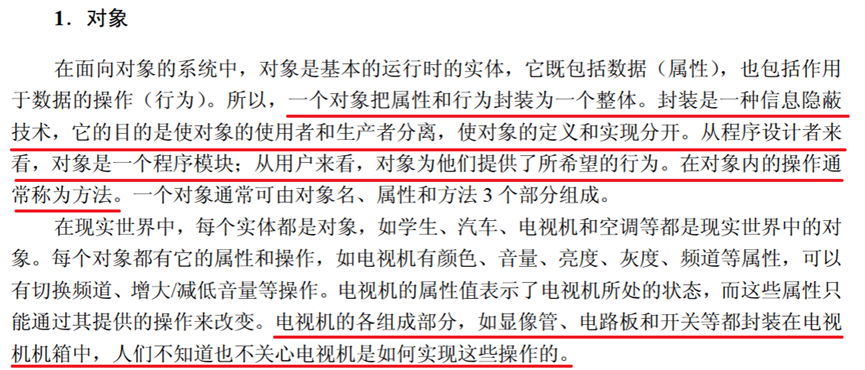 1．对象
在面向对象的系统中，对象是基本的运行时的实体，它既包括数据（属性），也包括作用
于数据的操作（行为）。所以，一个对象把属性和行为封装为一个整体。封装是一种信息隐蔽
技术，它的目的是使对象的使用者和生产者分离，使对象的定义和实现分开。从程序设计者来
看，对象是一个程序模块；从用户来看，对象为他们提供了所希望的行为。在对象内的操作通
常称为方法。一个对象通常可由对象名、属性和方法 3 个部分组成。
在现实世界中，每个实体都是对象，如学生、汽车、电视机和空调等都是现实世界中的对
象。每个对象都有它的属性和操作，如电视机有颜色、音量、亮度、灰度、频道等属性，可以
有切换频道、增大/减低音量等操作。电视机的属性值表示了电视机所处的状态，而这些属性只
能通过其提供的操作来改变。电视机的各组成部分，如显像管、电路板和开关等都封装在电视
机机箱中，人们不知道也不关心电视机是如何实现这些操作的。